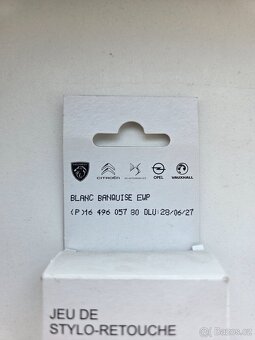 CITROËN OPEL VAUXHALL
BLANC BANQUISE EWP
(P)16 496 057 80 DLU:28/06/27
JEU DE
STYLO-RETOUCHE
Bazos.cz